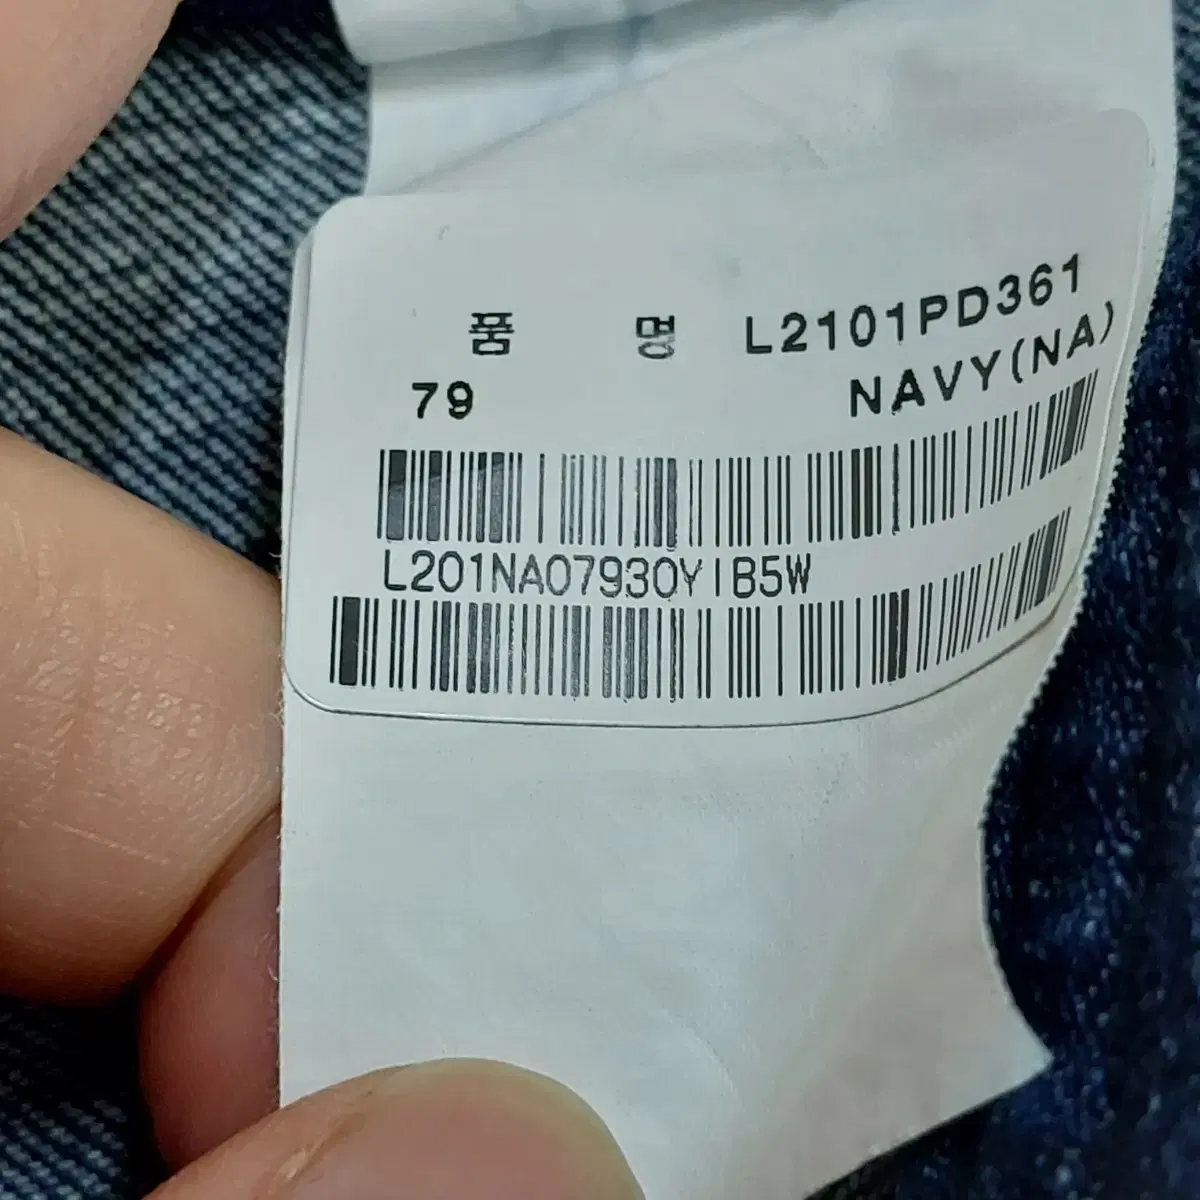 품 명 L2101PD361
79 NAVY(NA)
L201NA07930YIB5W